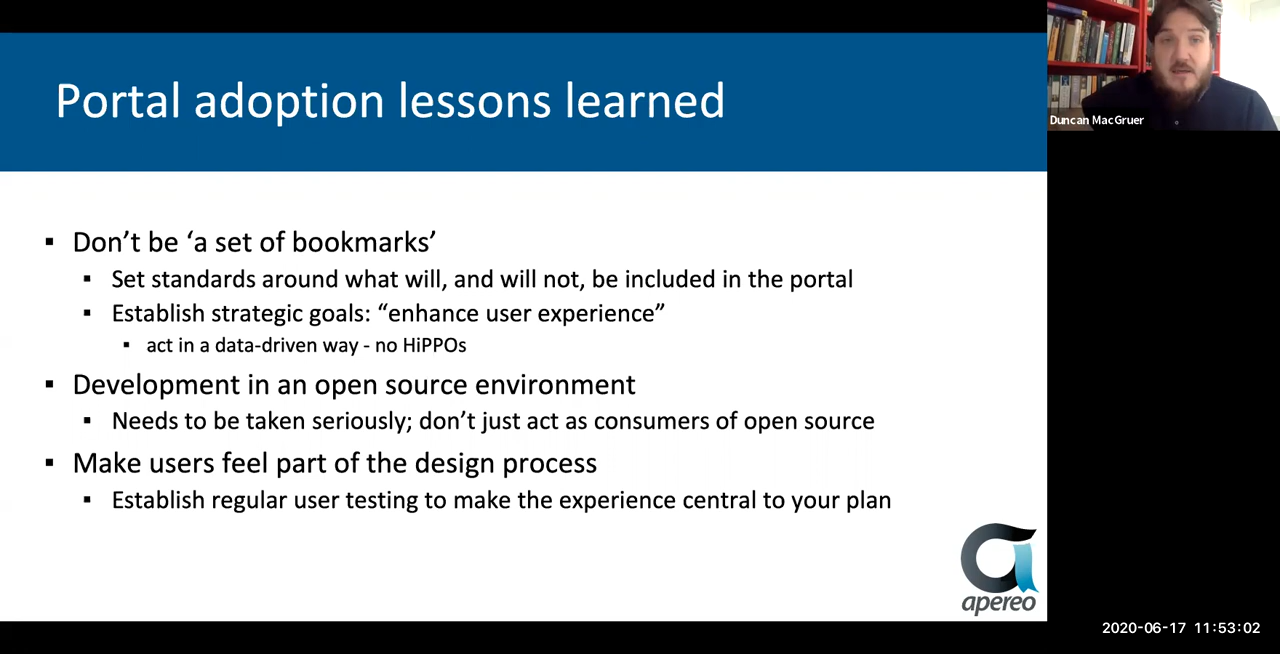 Portal adoption lessons learned
Duncan MacGruer
▪ Don’t be ‘a set of bookmarks’
▪ Set standards around what will, and will not, be included in the portal
▪ Establish strategic goals: “enhance user experience”
▪ act in a data-driven way - no HiPPOs
▪ Development in an open source environment
▪ Needs to be taken seriously; don’t just act as consumers of open source
▪ Make users feel part of the design process
▪ Establish regular user testing to make the experience central to your plan
apereo
2020-06-17 11:53:02